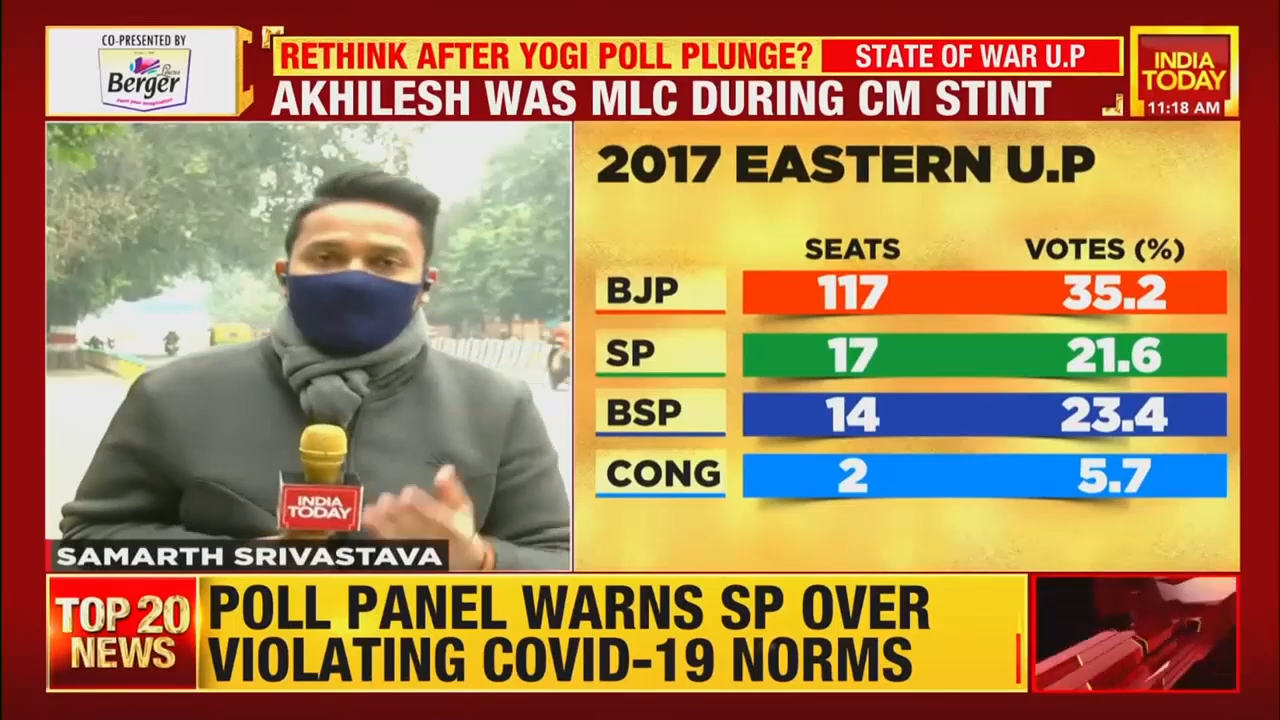 CO-PRESENTED BY
Berger
Paint your imagination
RETHINK AFTER YOGI POLL PLUNGE?
STATE OF WAR U.P
AKHILESH WAS MLC DURING CM STINT
INDIA
TODAY
11:18 AM
2017 EASTERN U.P
SEATS VOTES (%)
BJP 117 35.2
SP 17 21.6
BSP 14 23.4
CONG 2 5.7
INDIA
TODAY
SAMARTH SRIVASTAVA
TOP 20
NEWS
POLL PANEL WARNS SP OVER
VIOLATING COVID-19 NORMS